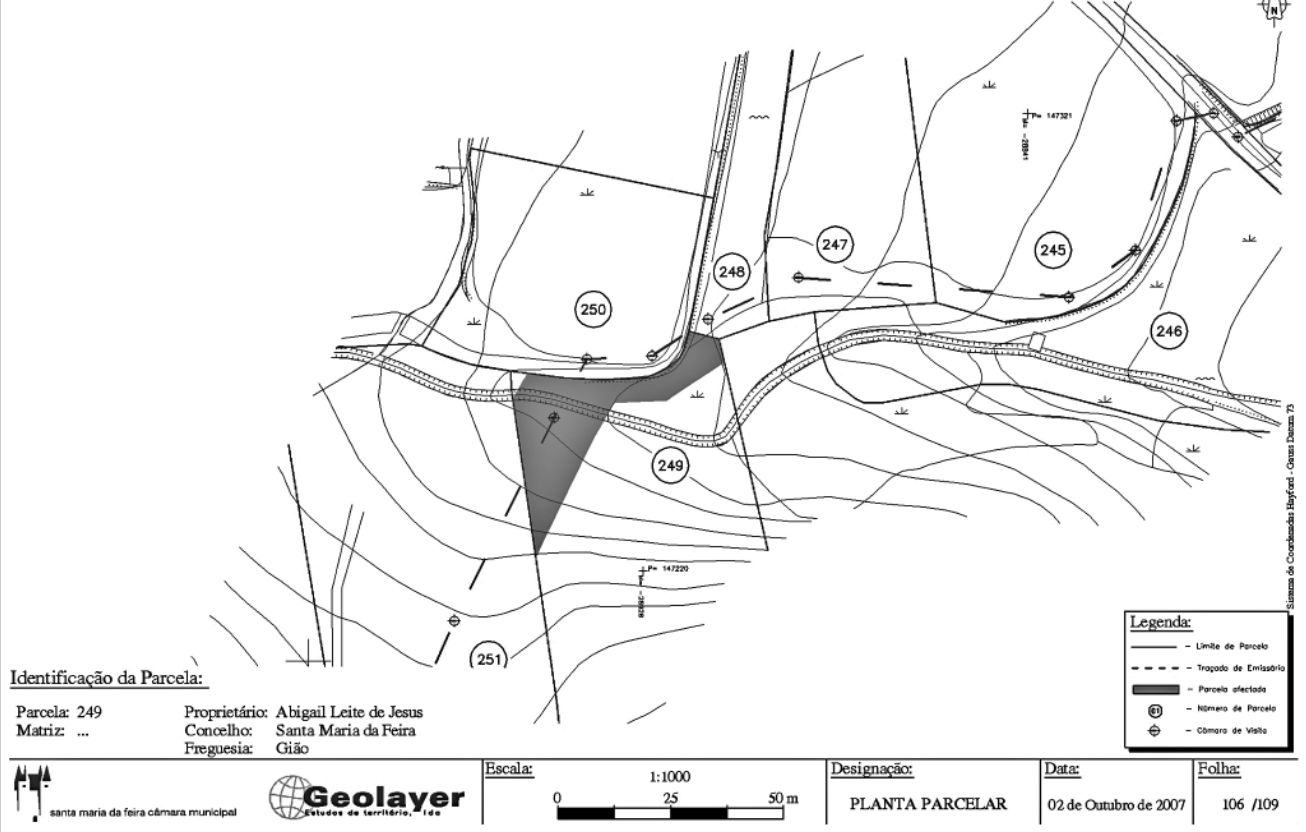 N
P= 147321
M= -28941
247
248
245
250
246
249
P= 147220
251
Sistema de Coordenadas Hayford - Gauss Datum 73
Legenda:
- Limite de Parcela
- Traçado de Emissário
- Parcela afectada
- Número de Parcela
- Câmara de Visita
Identificação da Parcela:
Parcela: 249
Matriz: ...
Proprietário: Abigail Leite de Jesus
Concelho: Santa Maria da Feira
Freguesia: Gião
santa maria da feira câmara municipal
Geolayer
Estudos de território, lda
Escala:
1:1000
0 25 50 m
Designação:
PLANTA PARCELAR
Data:
02 de Outubro de 2007
Folha:
106 /109